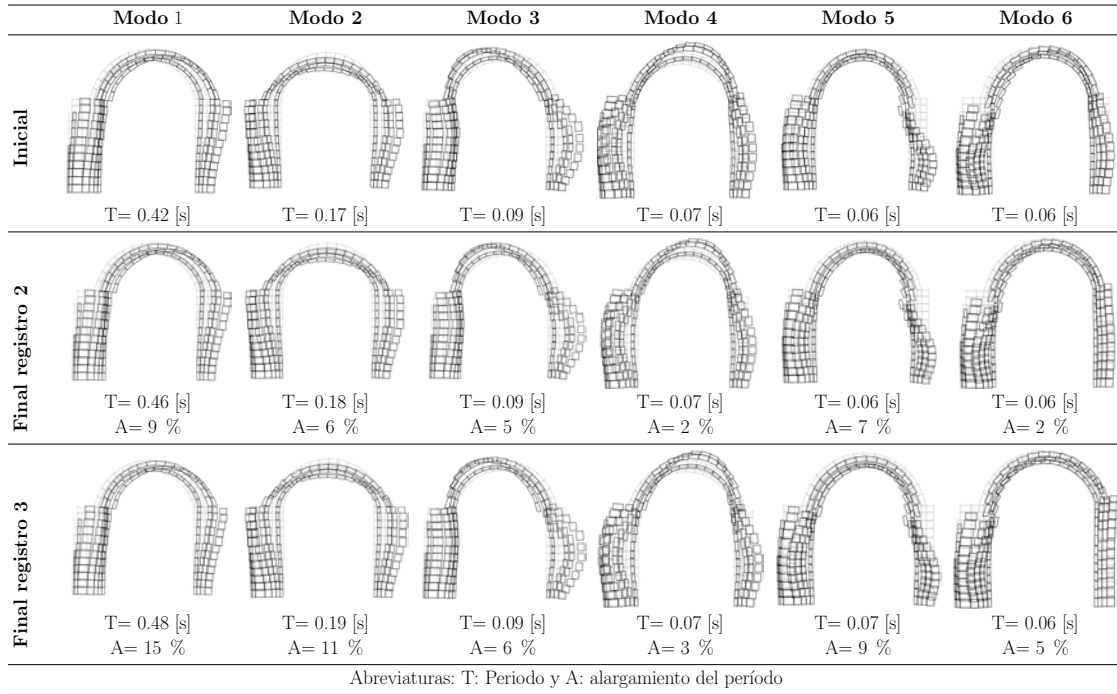 Modo 1 Modo 2 Modo 3 Modo 4 Modo 5 Modo 6
Inicial
T= 0.42 [s] T= 0.17 [s] T= 0.09 [s] T= 0.07 [s] T= 0.06 [s] T= 0.06 [s]
Final registro 2
T= 0.46 [s] T= 0.18 [s] T= 0.09 [s] T= 0.07 [s] T= 0.06 [s] T= 0.06 [s]
A= 9 % A= 6 % A= 5 % A= 2 % A= 7 % A= 2 %
Final registro 3
T= 0.48 [s] T= 0.19 [s] T= 0.09 [s] T= 0.07 [s] T= 0.07 [s] T= 0.06 [s]
A= 15 % A= 11 % A= 6 % A= 3 % A= 9 % A= 5 %
Abreviaturas: T: Periodo y A: alargamiento del período